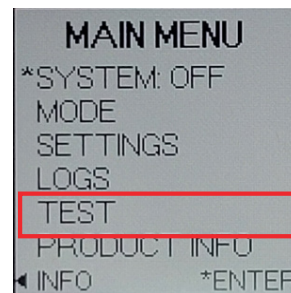 MAIN MENU
*SYSTEM: OFF
MODE
SETTINGS
LOGS
TEST
PRODUCT INFO
◄ INFO *ENTER